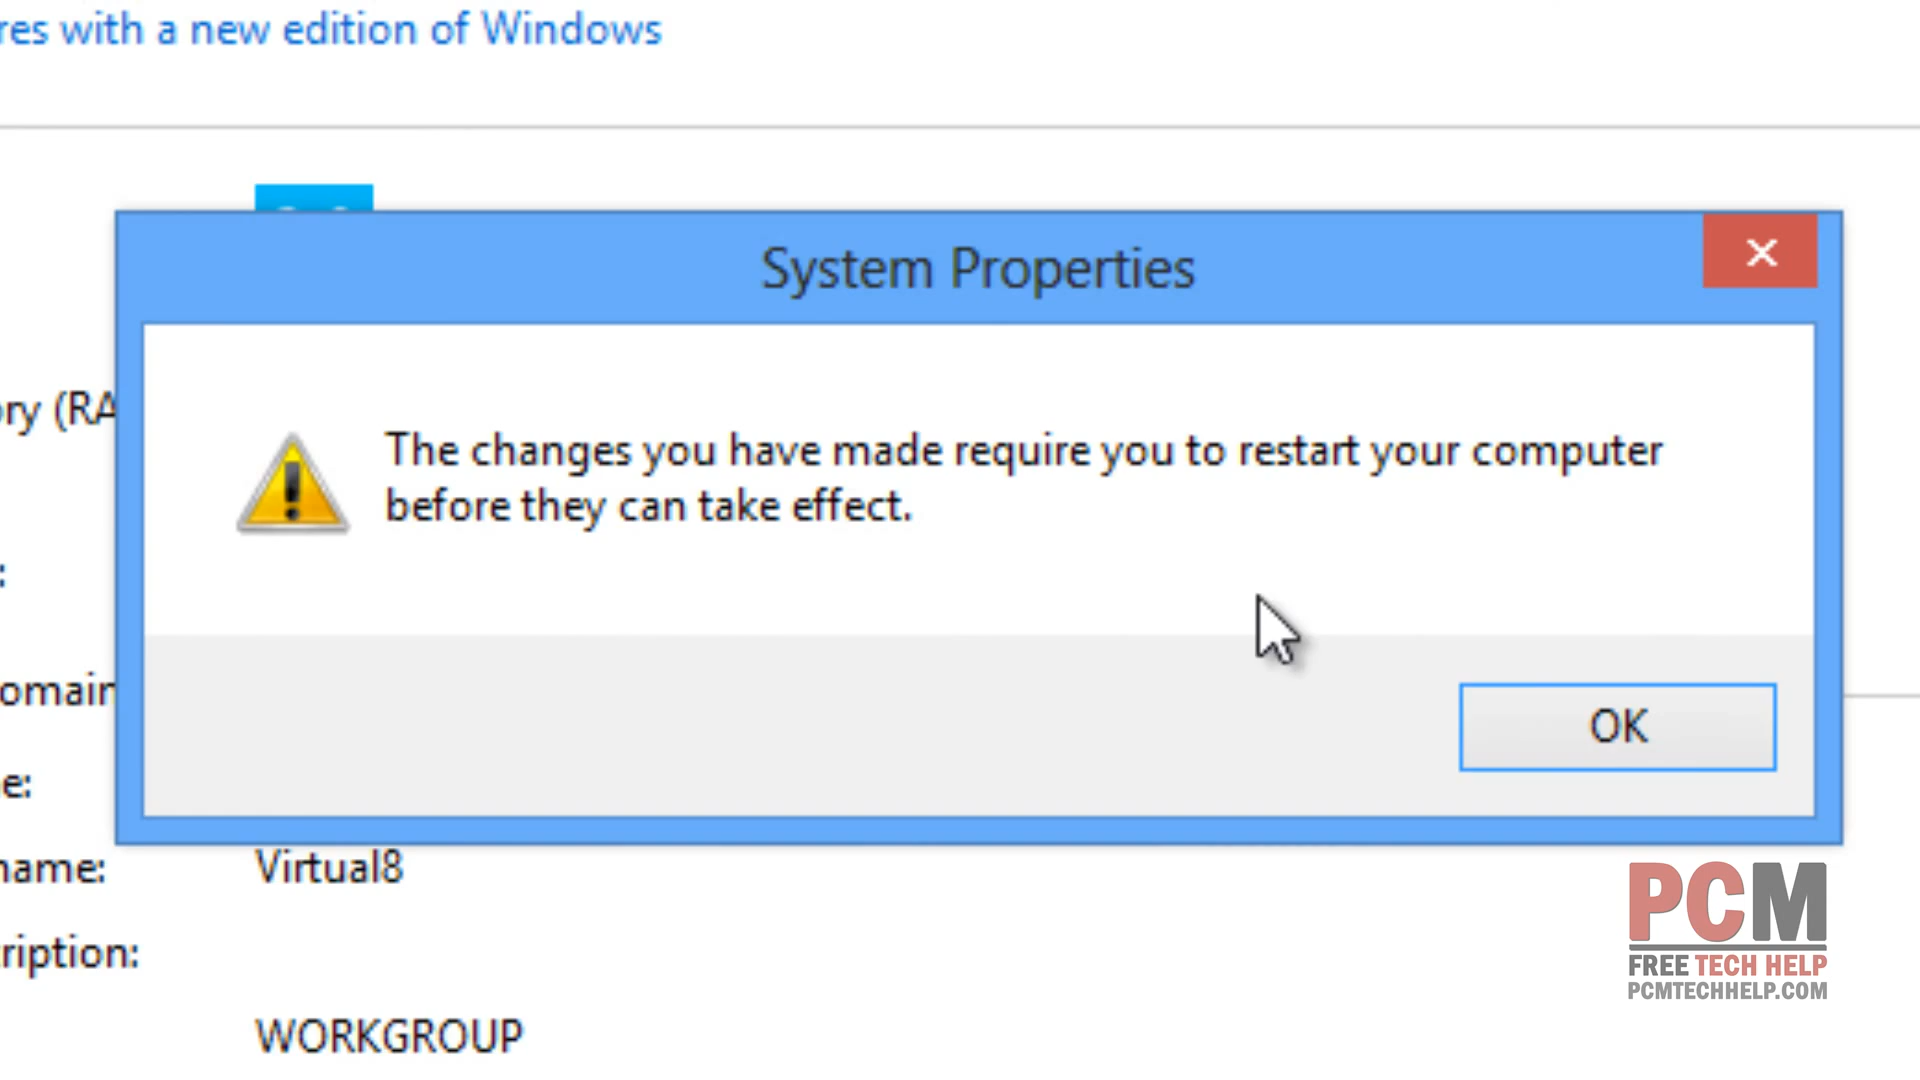 res with a new edition of Windows
System Properties
ory (RA
The changes you have made require you to restart your computer
before they can take effect.
:
omain
OK
e:
name: Virtual8
ription:
WORKGROUP
PCM
FREE TECH HELP
PCMTECHHELP.COM